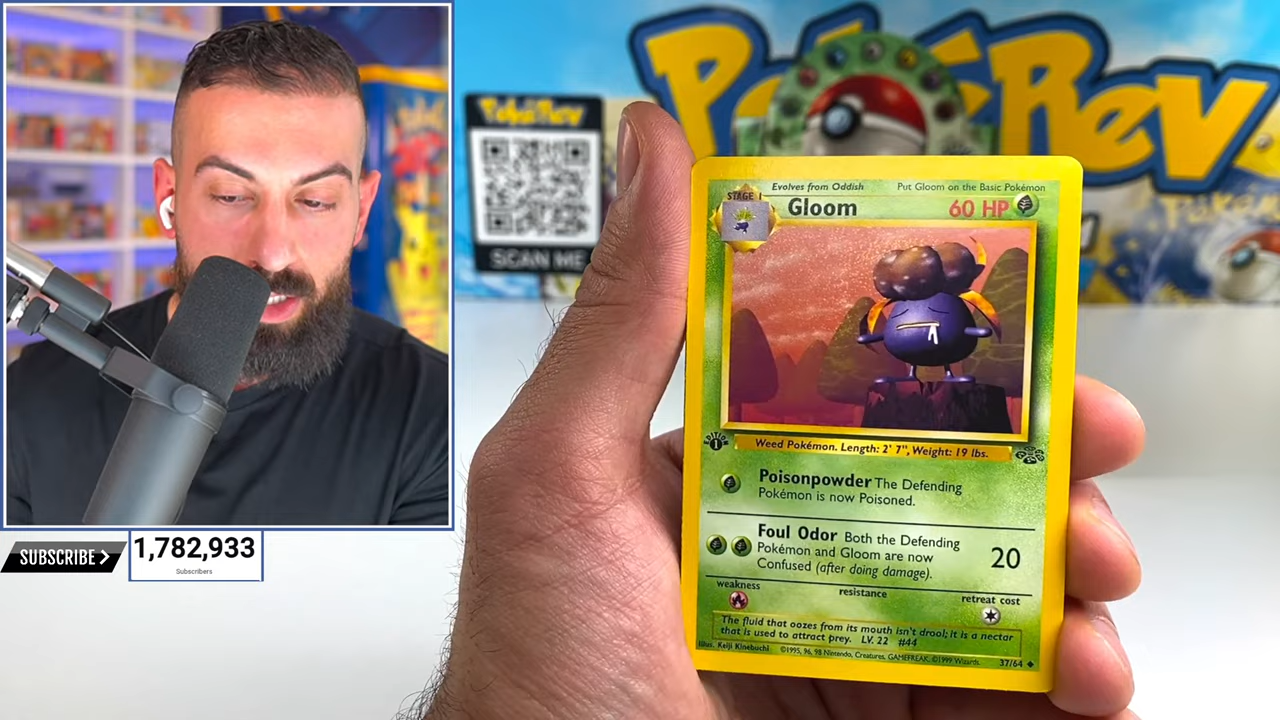 PokéRev
PokéRev
SCAN ME
STAGE 1
Evolves from Oddish
Put Gloom on the Basic Pokémon
Gloom
60 HP
EDITION
1
Weed Pokémon. Length: 2' 7", Weight: 19 lbs.
Poisonpowder The Defending
Pokémon is now Poisoned.
Foul Odor Both the Defending
Pokémon and Gloom are now
Confused (after doing damage).
20
weakness
resistance
retreat cost
The fluid that oozes from its mouth isn't drool; it is a nectar
that is used to attract prey. LV. 22 #44
Illus. Keiji Kinebuchi
©1995, 96, 98 Nintendo, Creatures, GAMEFREAK. ©1999 Wizards.
37/64
SUBSCRIBE
1,782,933
Subscribers